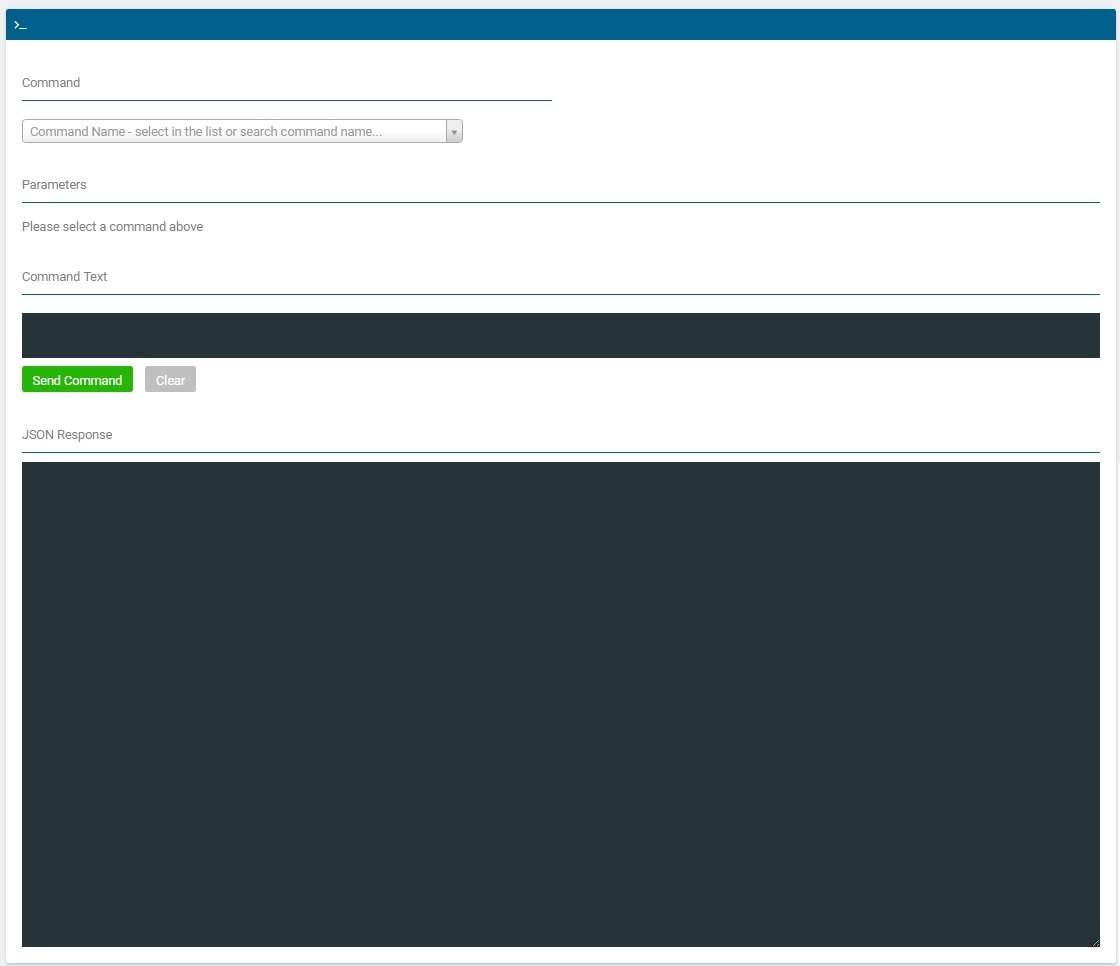 >_
Command
Command Name - select in the list or search command name...
Parameters
Please select a command above
Command Text
Send Command
Clear
JSON Response